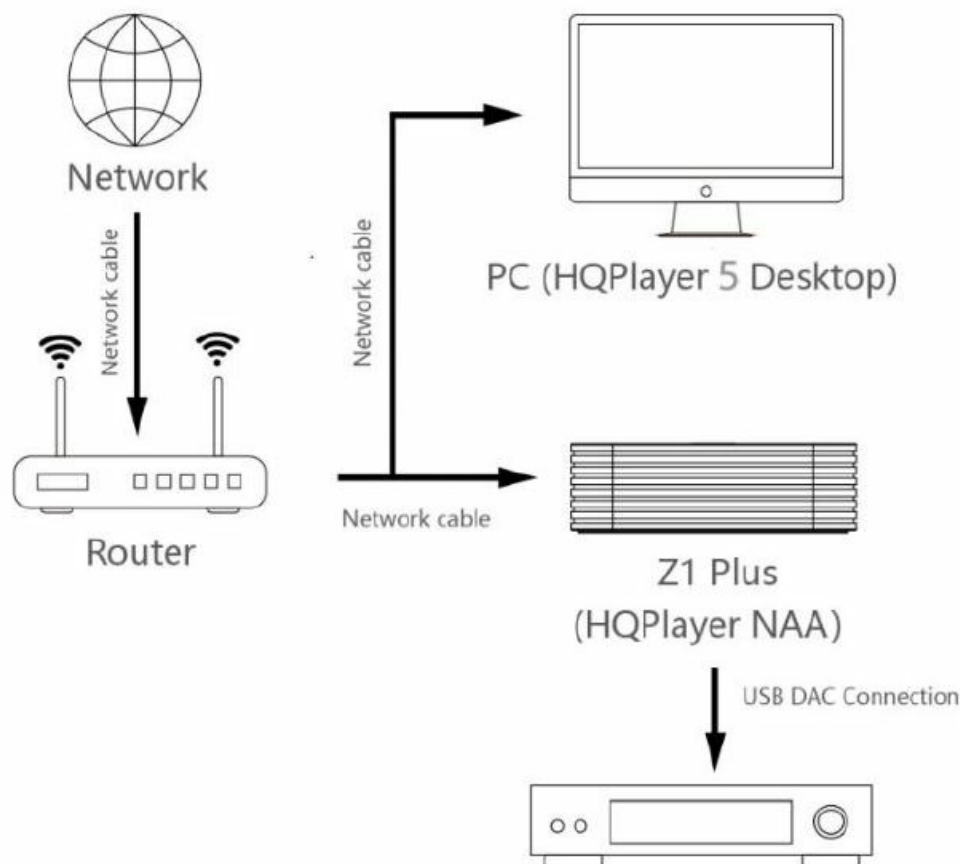 Network
Network cable
Router
Network cable
PC (HQPlayer 5 Desktop)
Network cable
Z1 Plus
(HQPlayer NAA)
USB DAC Connection